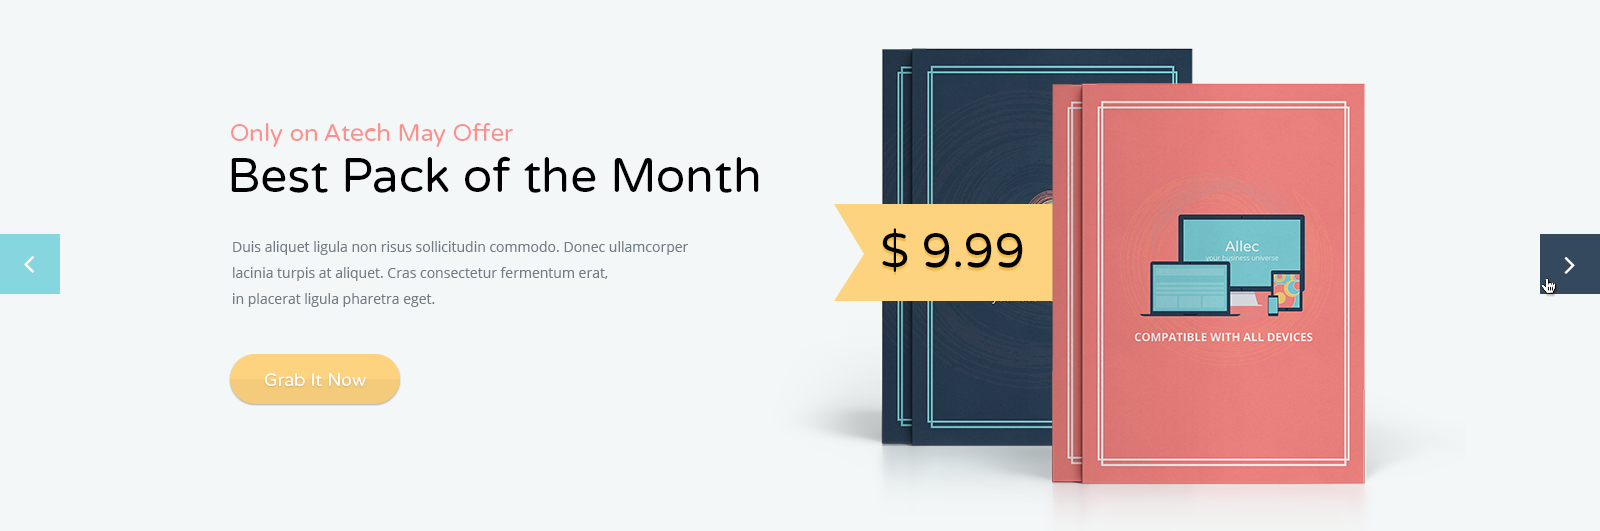 Only on Atech May Offer
Best Pack of the Month
Duis aliquet ligula non risus sollicitudin commodo. Donec ullamcorper
lacinia turpis at aliquet. Cras consectetur fermentum erat,
in placerat ligula pharetra eget.
Grab It Now
$ 9.99
Allec
your business universe
COMPATIBLE WITH ALL DEVICES